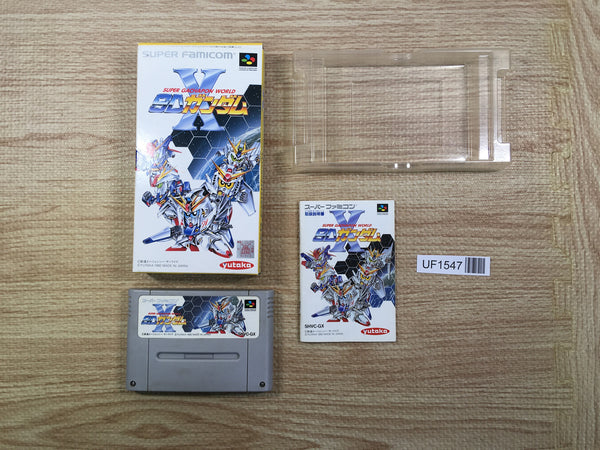 SUPER FAMICOM
SUPER GACHAPON WORLD
SDガンダム
X
yutaka
スーパーファミコン
取扱説明書
SUPER GACHAPON WORLD
SDガンダム
X
SHVC-GX
yutaka
UF1547
スーパーファミコン
SDガンダム
X
SHVC-GX